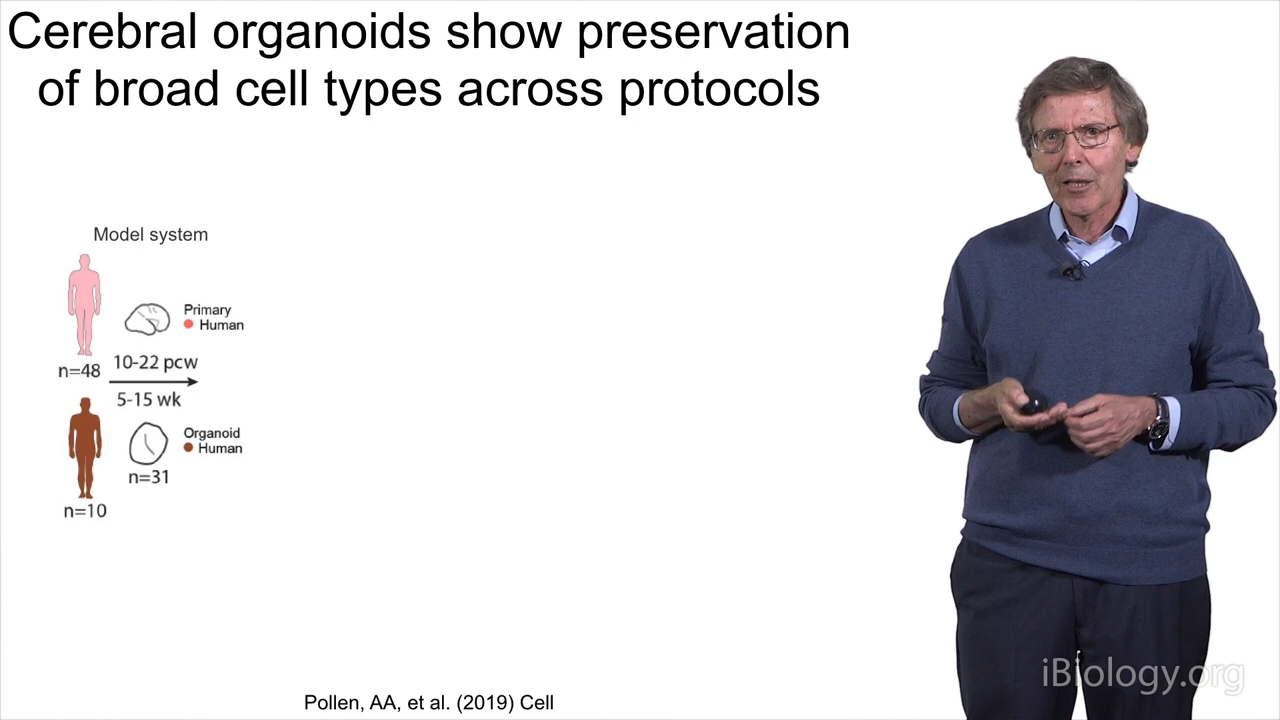 Cerebral organoids show preservation
of broad cell types across protocols
Model system
Primary
Human
n=48
10-22 pcw
5-15 wk
Organoid
Human
n=31
n=10
Pollen, AA, et al. (2019) Cell
iBiology.org